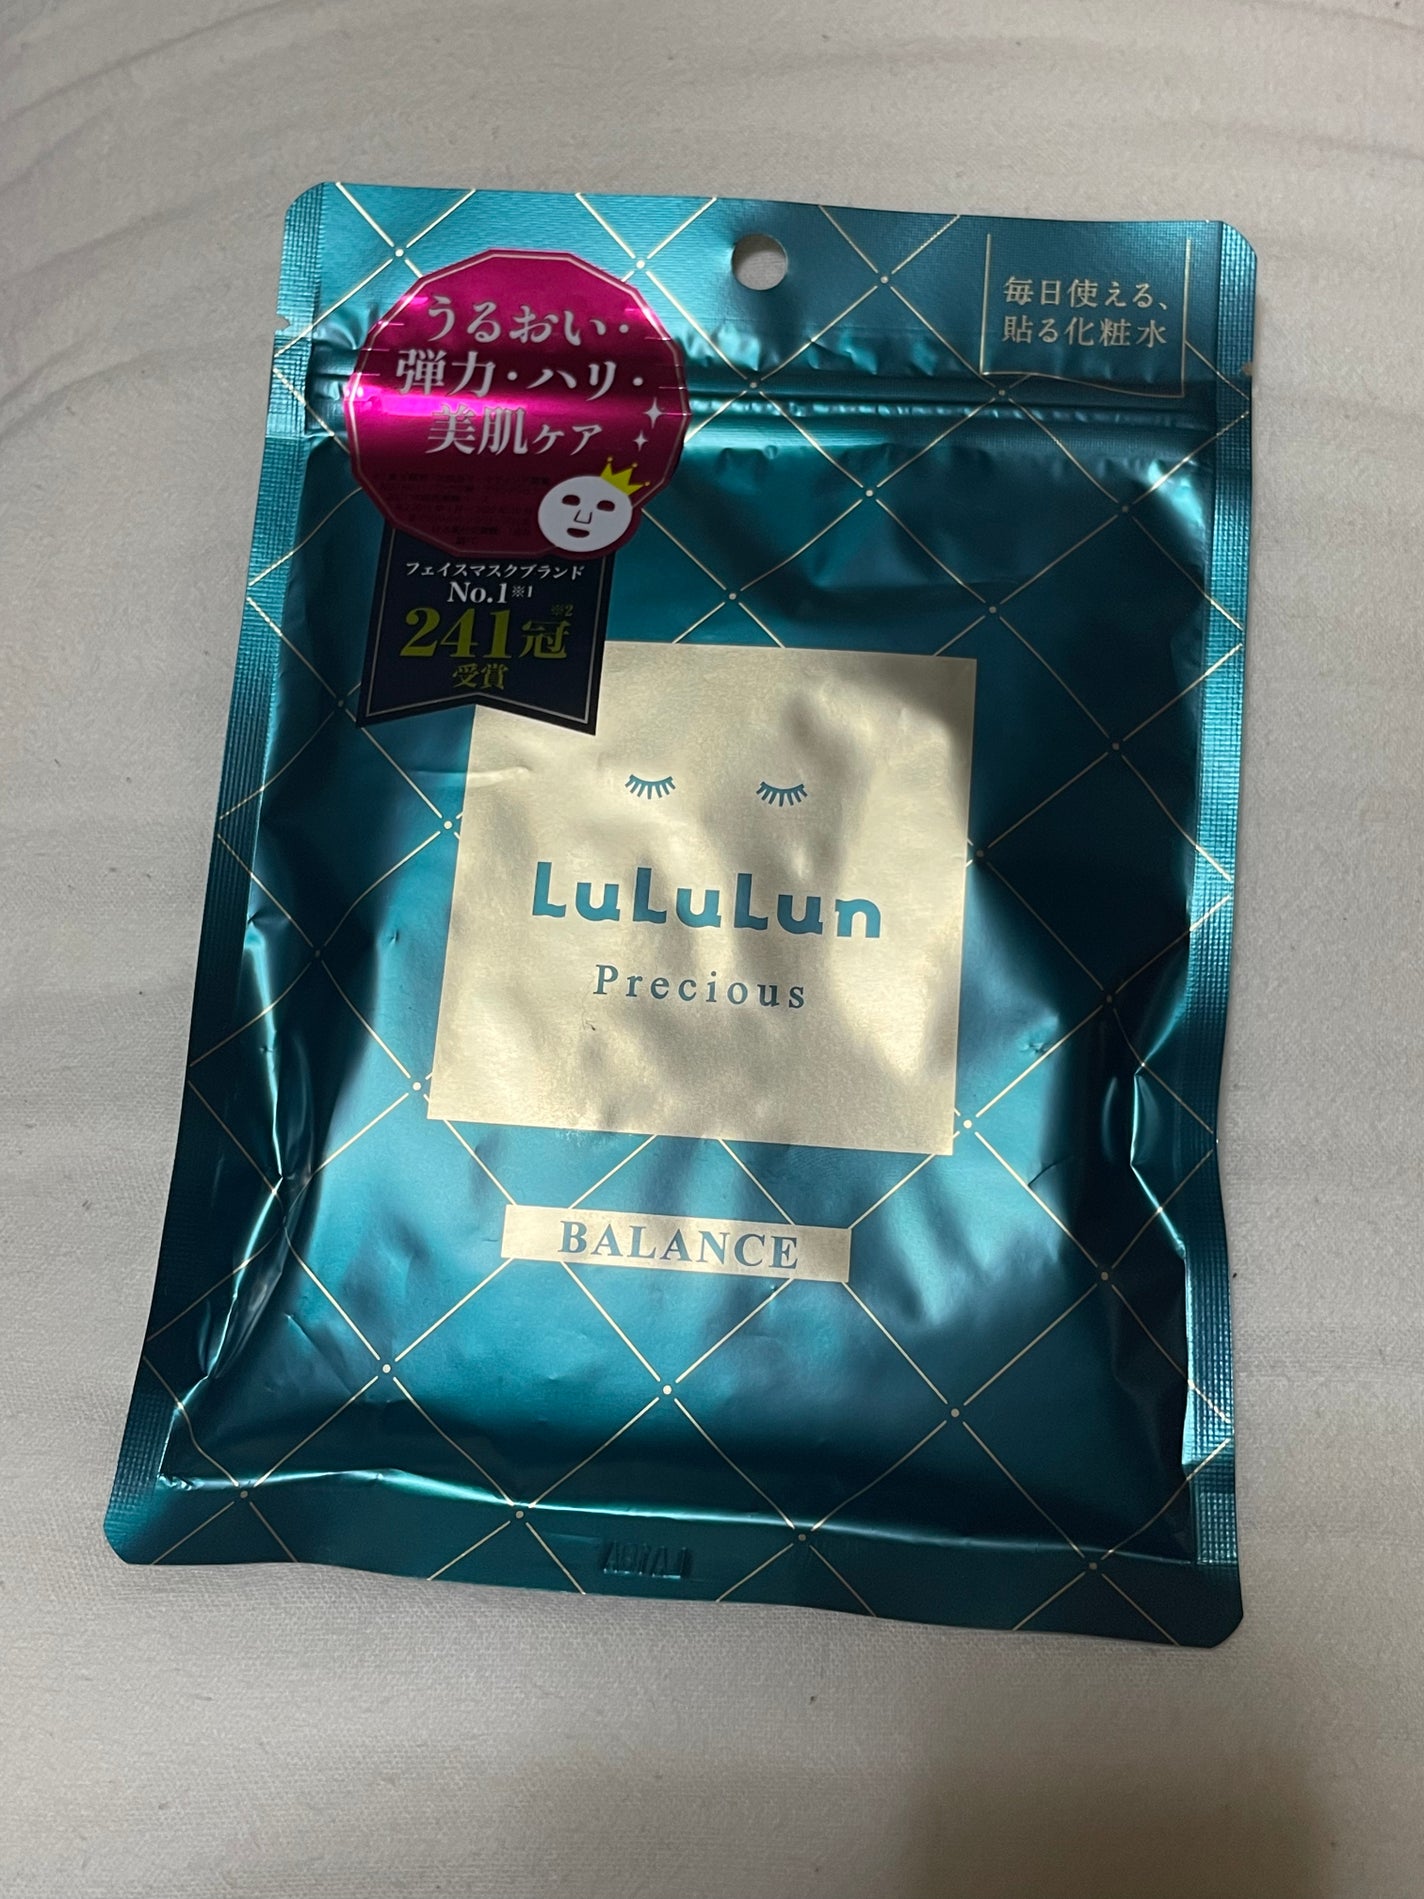 うるおい・
弾力・ハリ・
美肌ケア
毎日使える、
貼る化粧水
フェイスマスクブランド
No.1※1
241冠※2
受賞
LuLuLun
Precious
BALANCE